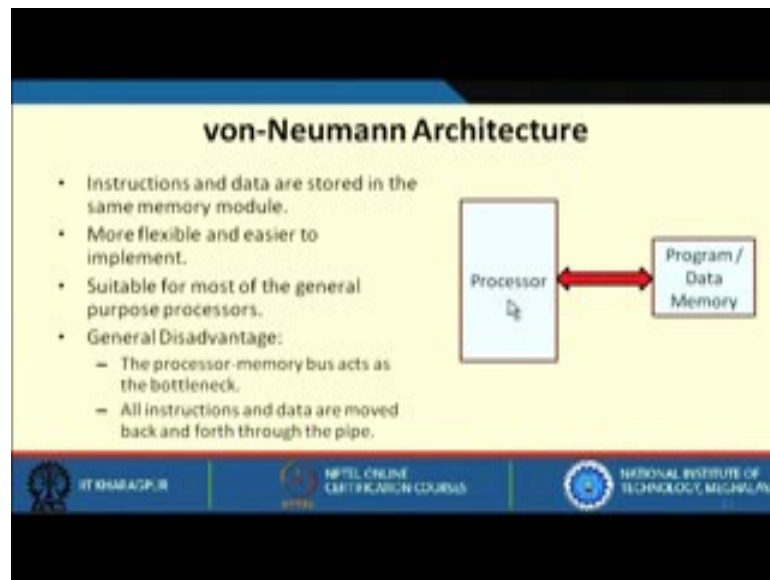 von-Neumann Architecture
• Instructions and data are stored in the
same memory module.
• More flexible and easier to
implement.
• Suitable for most of the general
purpose processors.
• General Disadvantage:
– The processor-memory bus acts as
the bottleneck.
– All instructions and data are moved
back and forth through the pipe.
Processor
Program /
Data
Memory
IIT KHARAGPUR
NPTEL ONLINE
CERTIFICATION COURSES
NATIONAL INSTITUTE OF
TECHNOLOGY, MEGHALAY